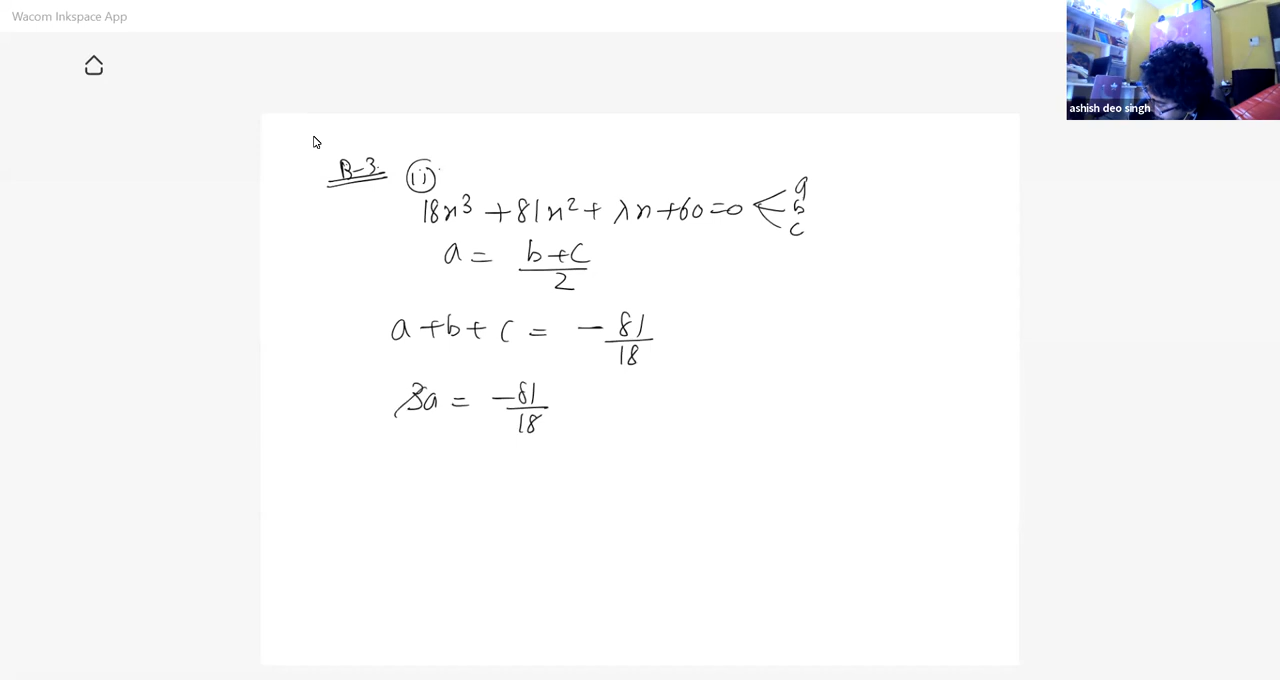 Wacom Inkspace App
ashish deo singh
B-3. (ii)
18x³ + 81x² + λx + 60 = 0 < a b c
a = b+c / 2
a + b + c = - 81 / 18
3a = -81 / 18